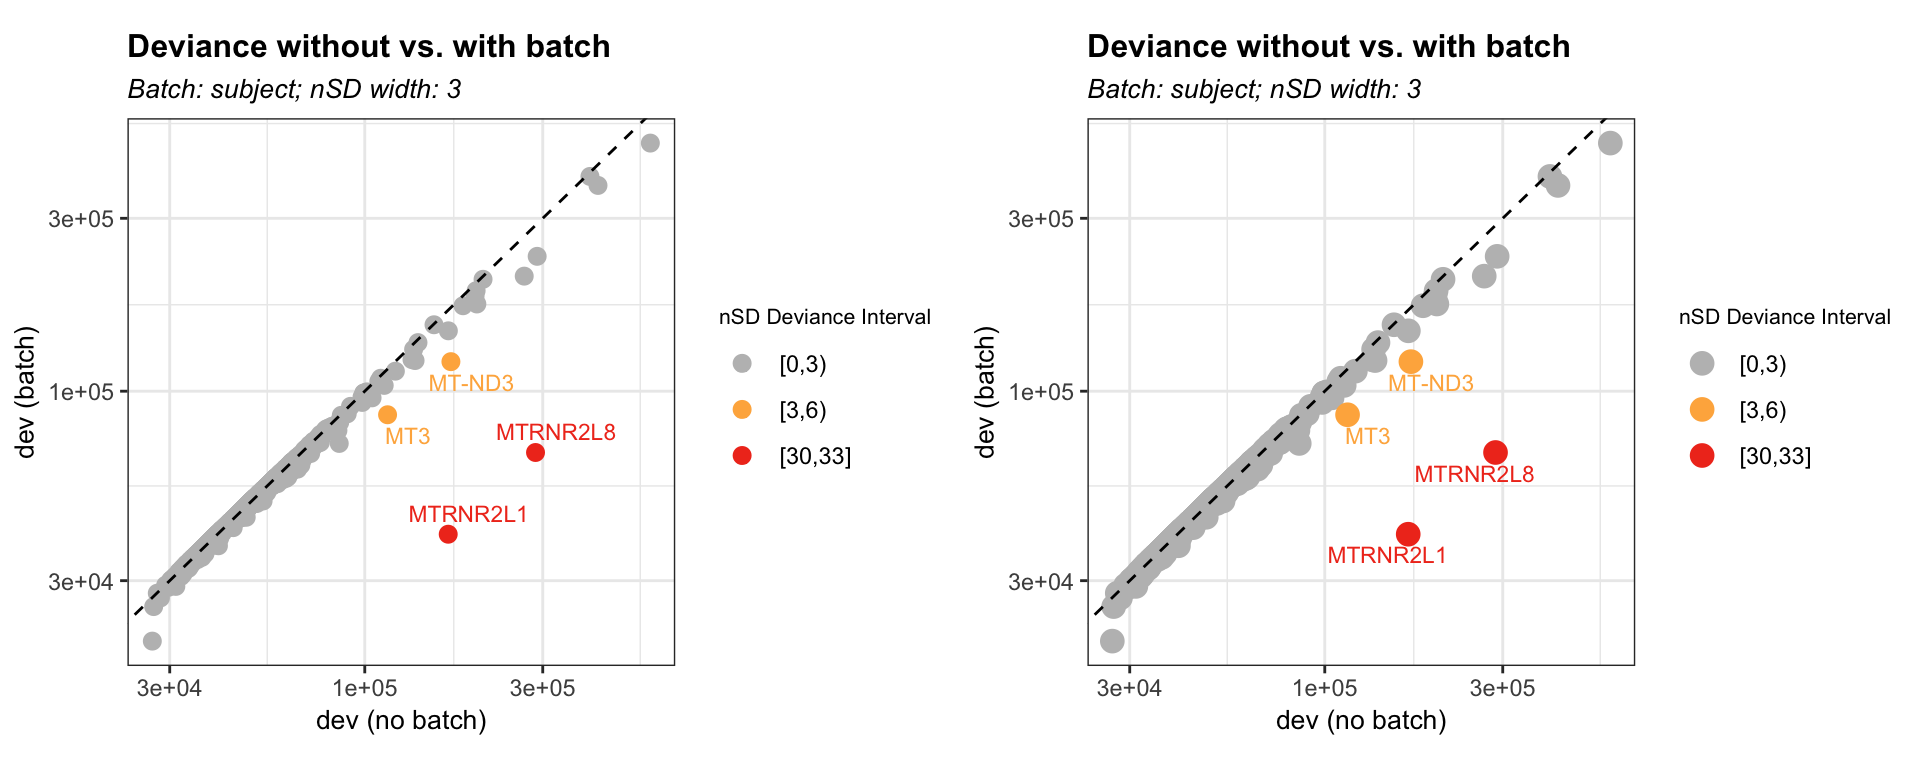 Deviance without vs. with batch
Batch: subject; nSD width: 3
dev (batch)
3e+05
1e+05
3e+04
MT-ND3
MT3
MTRNR2L8
MTRNR2L1
3e+04
1e+05
3e+05
dev (no batch)
nSD Deviance Interval
[0,3)
[3,6)
[30,33]
Deviance without vs. with batch
Batch: subject; nSD width: 3
dev (batch)
3e+05
1e+05
3e+04
MT-ND3
MT3
MTRNR2L8
MTRNR2L1
3e+04
1e+05
3e+05
dev (no batch)
nSD Deviance Interval
[0,3)
[3,6)
[30,33]